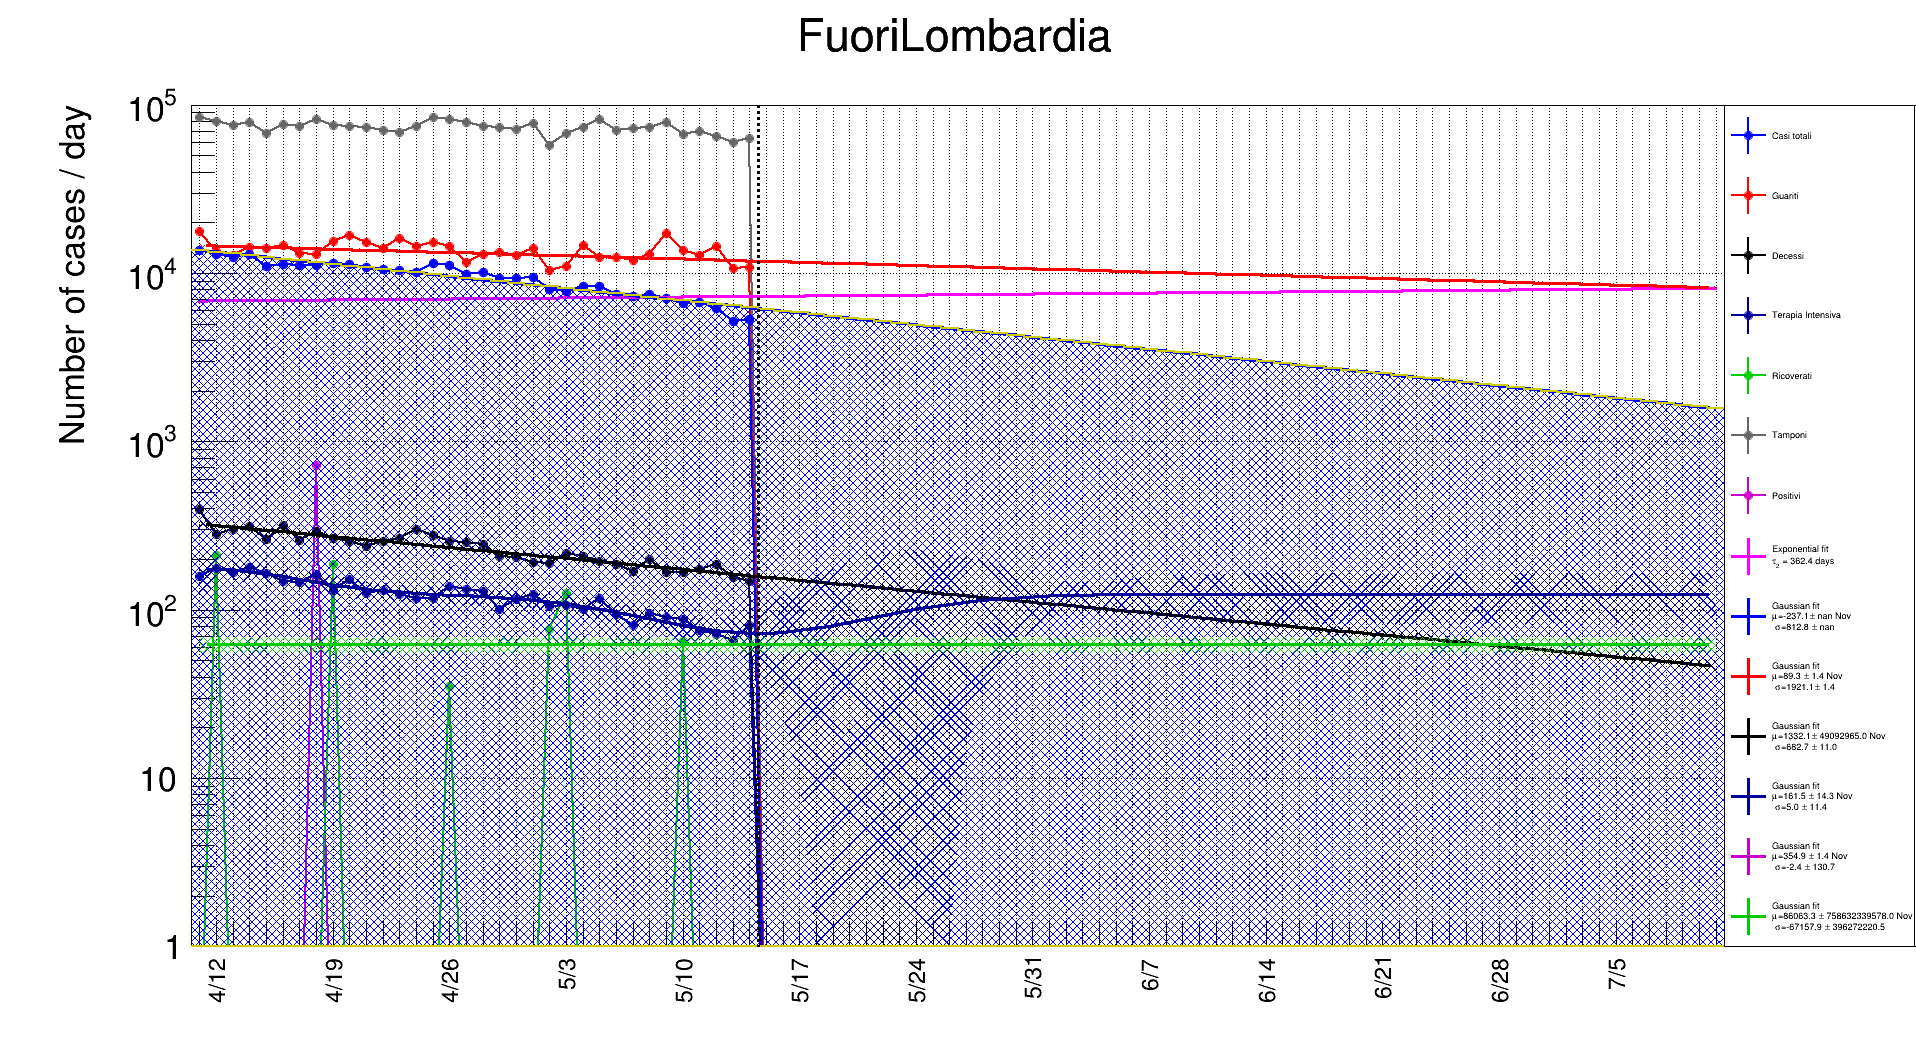 FuoriLombardia
Number of cases / day
10^5
10^4
10^3
10^2
10
1
4/12
4/19
4/26
5/3
5/10
5/17
5/24
5/31
6/7
6/14
6/21
6/28
7/5
Casi totali
Guariti
Decessi
Terapia Intensiva
Ricoverati
Tamponi
Positivi
Exponential fit
τ₂ = 362.4 days
Gaussian fit
μ=-237.1± nan Nov
σ=812.8 ± nan
Gaussian fit
μ=89.3 ± 1.4 Nov
σ=1921.1± 1.4
Gaussian fit
μ=1332.1± 49092965.0 Nov
σ=682.7 ± 11.0
Gaussian fit
μ=161.5 ± 14.3 Nov
σ=5.0 ± 11.4
Gaussian fit
μ=354.9 ± 1.4 Nov
σ=-2.4 ± 130.7
Gaussian fit
μ=86063.3 ± 758632339578.0 Nov
σ=-67157.9 ± 396272220.5